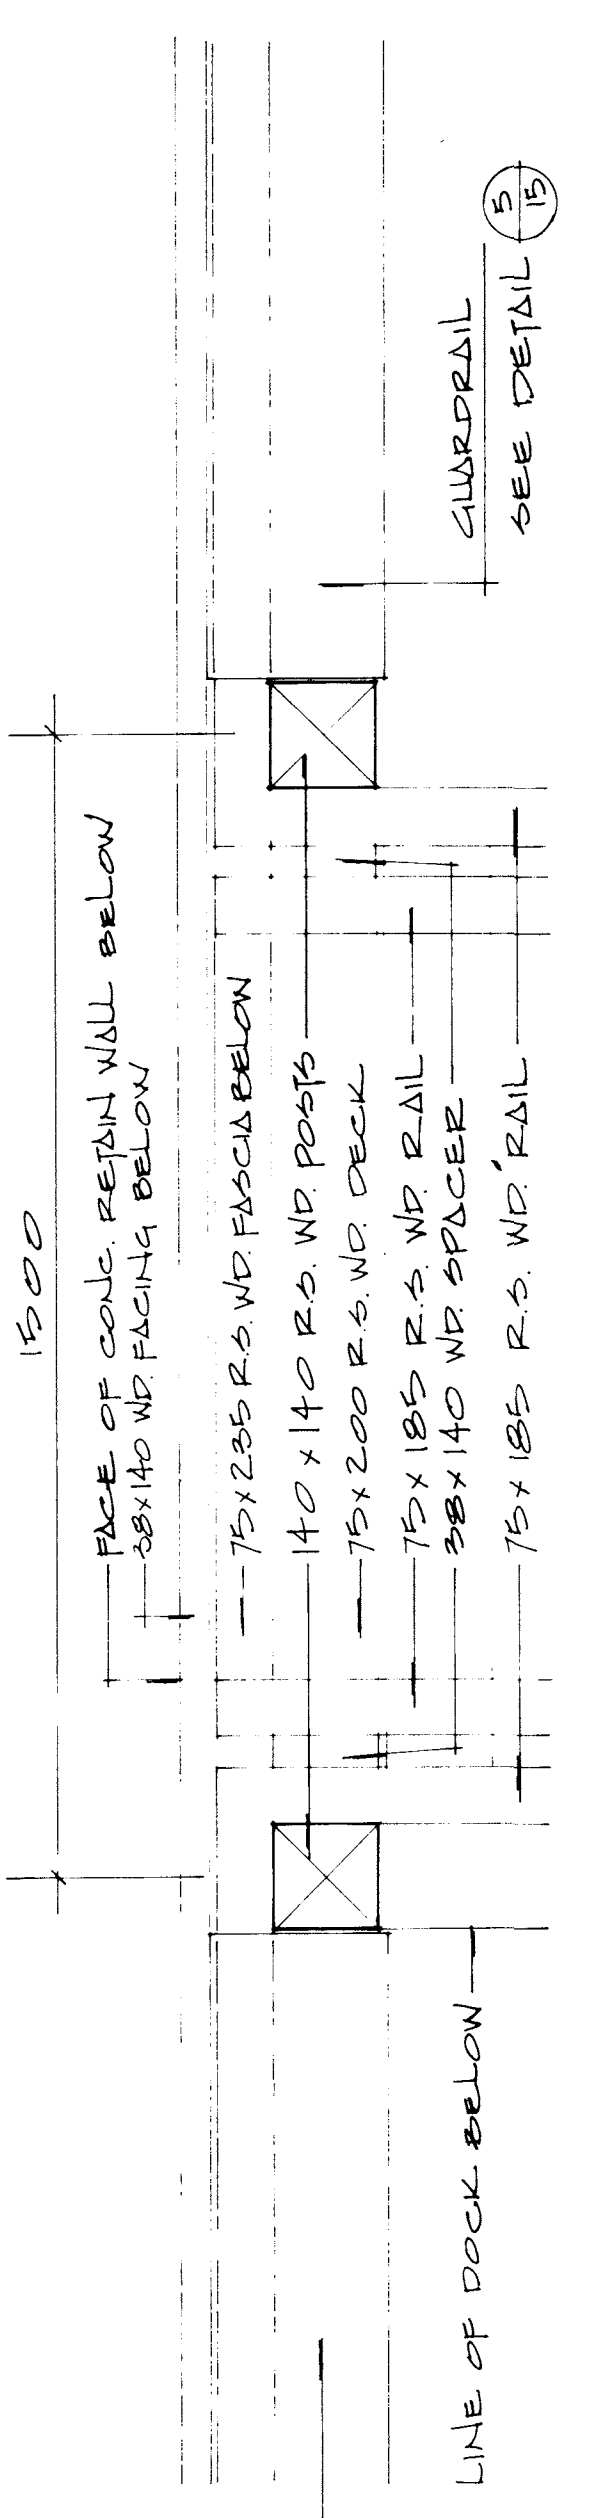 1500
FACE OF CONC. RETAIN WALL BELOW
38x140 WD. FACING BELOW
75x235 R.S. WD. FASCIA BELOW
140x140 R.S. WD. POSTS
75x200 R.S. WD. DECK
75x185 R.S. WD. RAIL
38x140 WD. SPACER
75x185 R.S. WD. RAIL
LINE OF DOCK BELOW
GUARDRAIL
SEE DETAIL 5
15